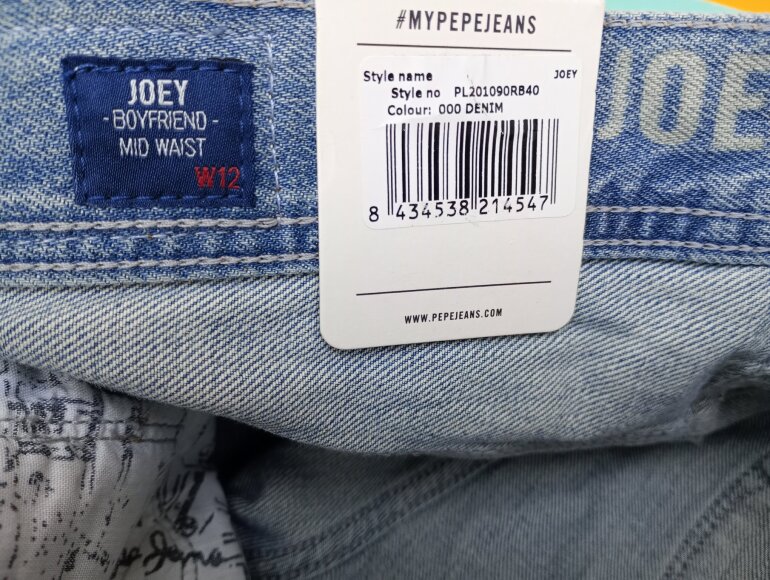 #MYPEPEJEANS
Style name JOEY
Style no PL201090RB40
Colour: 000 DENIM
8 434538 214547
WWW.PEPEJEANS.COM
JOEY
-BOYFRIEND-
MID WAIST
W12
JOE
Jeans